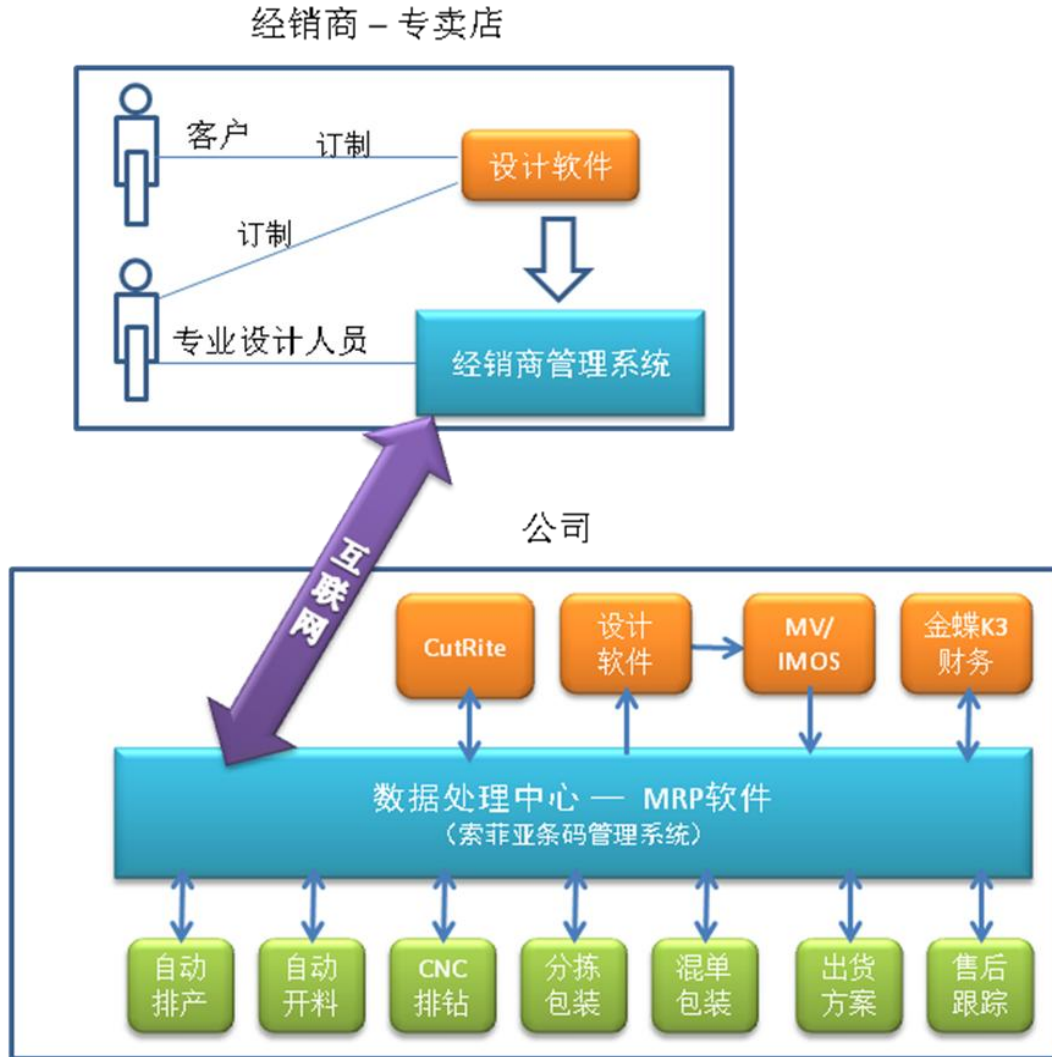 经销商 – 专卖店
客户
订制
设计软件
订制
专业设计人员
经销商管理系统
互联网
公司
CutRite
设计
软件
MV/
IMOS
金蝶K3
财务
数据处理中心 — MRP软件
（索菲亚条码管理系统）
自动
排产
自动
开料
CNC
排钻
分拣
包装
混单
包装
出货
方案
售后
跟踪